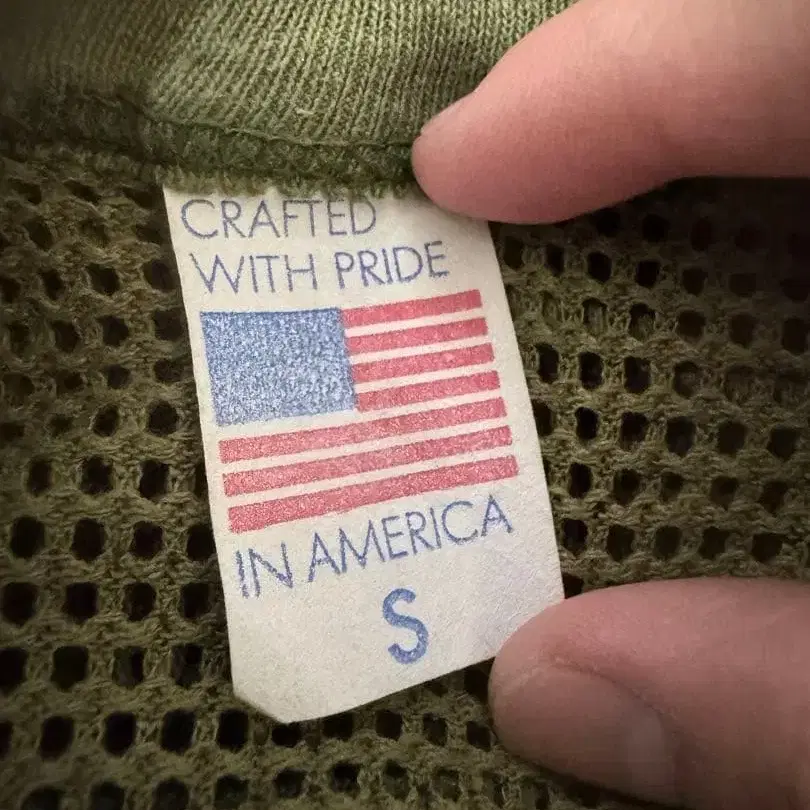 CRAFTED
WITH PRIDE
IN AMERICA
S